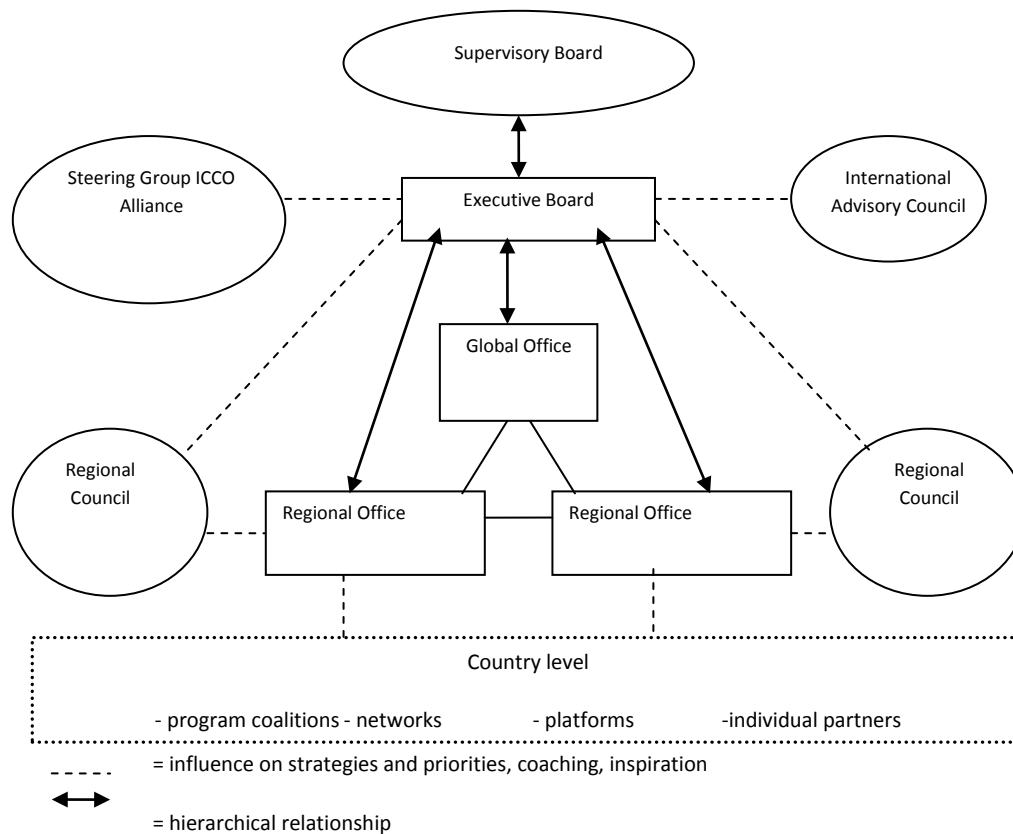 Supervisory Board
Steering Group ICCO
Alliance
Executive Board
International
Advisory Council
Global Office
Regional
Council
Regional Office
Regional Office
Regional
Council
Country level
- program coalitions - networks - platforms -individual partners
= influence on strategies and priorities, coaching, inspiration
= hierarchical relationship